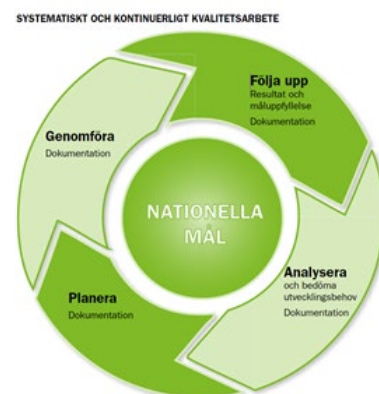 SYSTEMATISKT OCH KONTINUERLIGT KVALITETSARBETE
Följa upp
Resultat och
måluppfyllelse
Dokumentation
Analysera
och bedöma
utvecklingsbehov
Dokumentation
Planera
Dokumentation
Genomföra
Dokumentation
NATIONELLA
MÅL